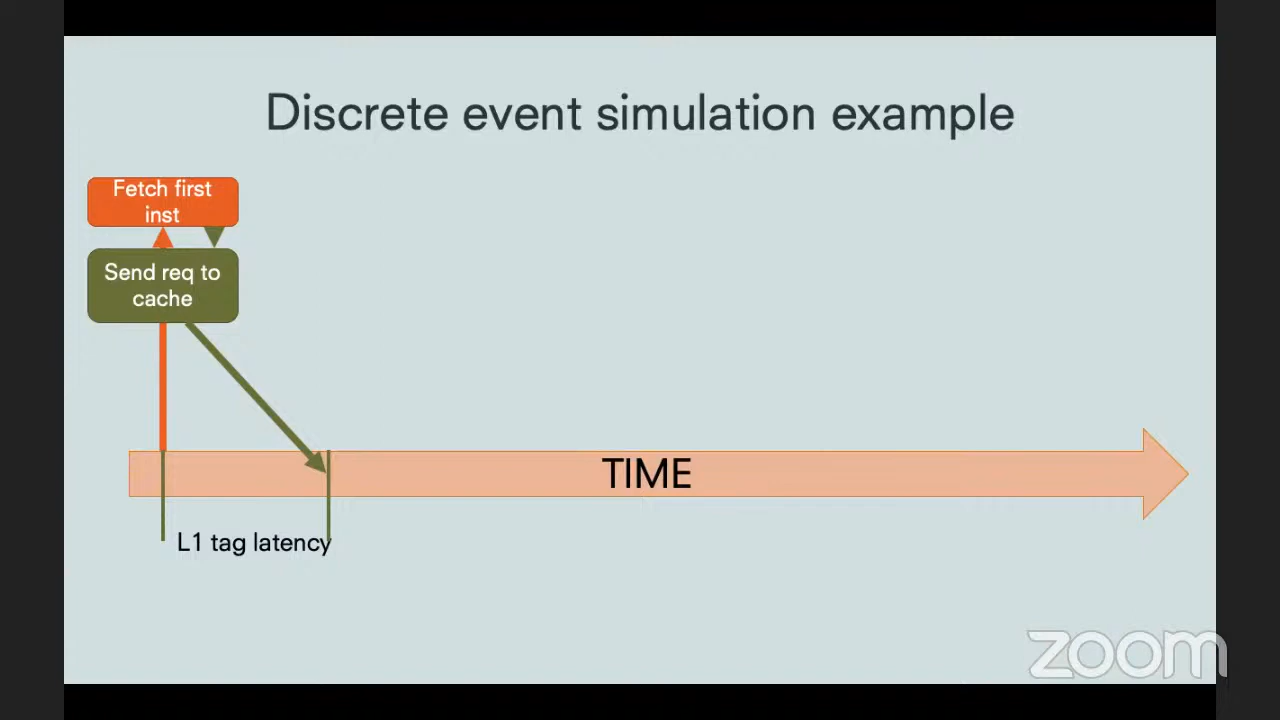 Discrete event simulation example
Fetch first
inst
Send req to
cache
TIME
L1 tag latency
zoom